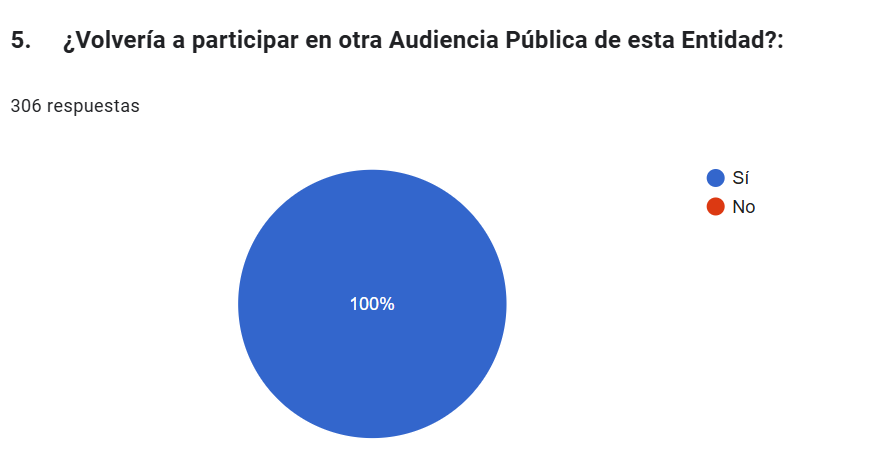 5. ¿Volvería a participar en otra Audiencia Pública de esta Entidad?:
306 respuestas
Sí
No
100%